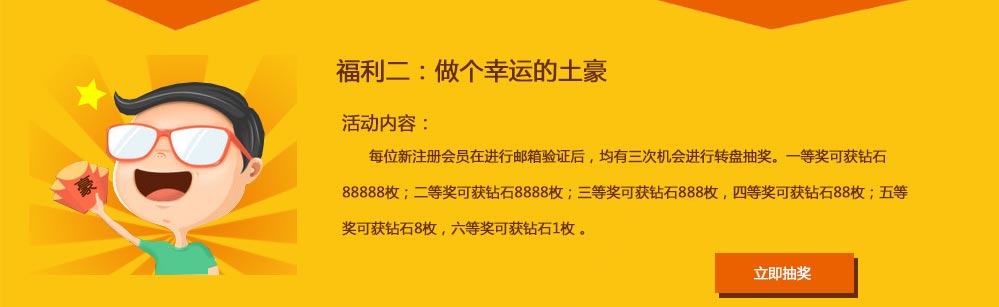 福利二：做个幸运的土豪
活动内容：
每位新注册会员在进行邮箱验证后，均有三次机会进行转盘抽奖。一等奖可获钻石
88888枚；二等奖可获钻石8888枚；三等奖可获钻石888枚，四等奖可获钻石88枚；五等
奖可获钻石8枚，六等奖可获钻石1枚 。
豪
立即抽奖